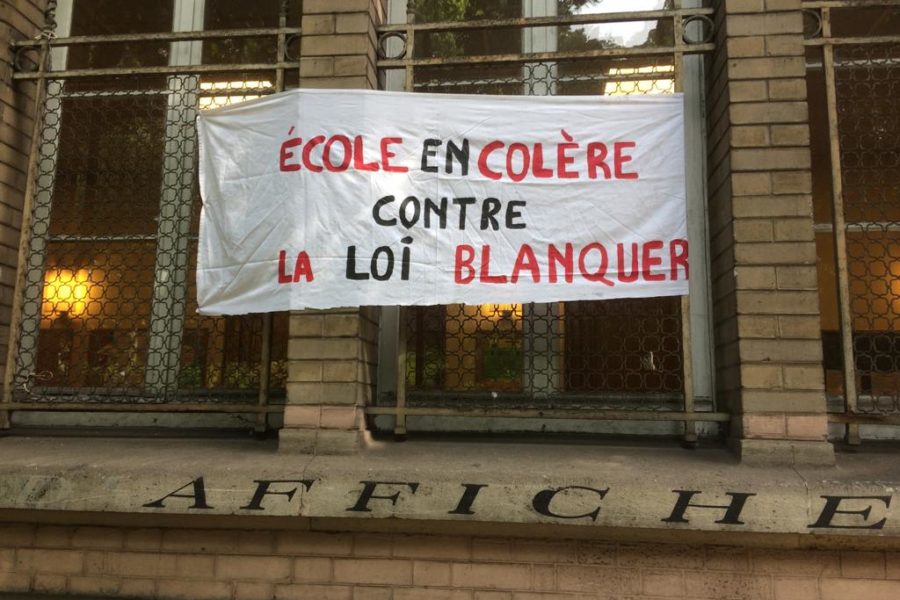 ÉCOLE EN COLÈRE
CONTRE
LA LOi BLANQUER
AFFICHE